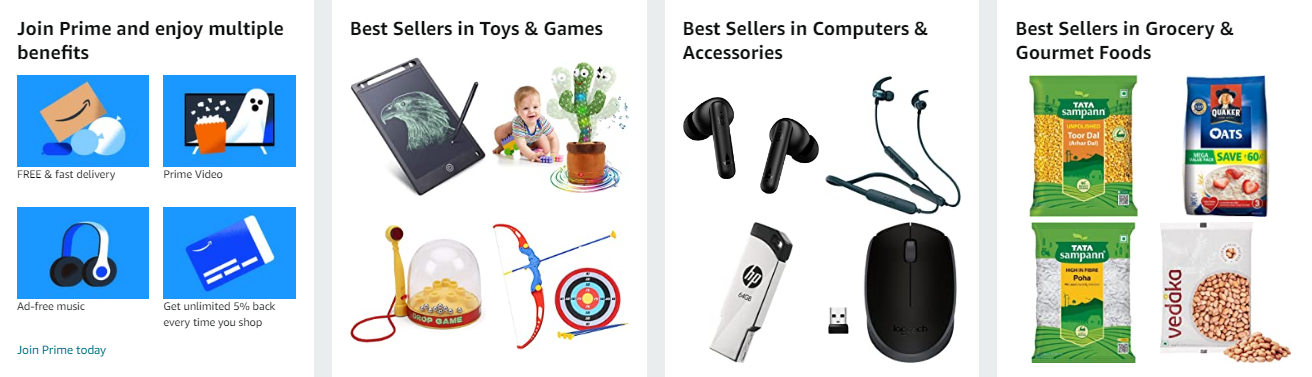 Join Prime and enjoy multiple
benefits
FREE & fast delivery
Prime Video
Ad-free music
Get unlimited 5% back
every time you shop
Join Prime today
Best Sellers in Toys & Games
DROP GAME
Best Sellers in Computers &
Accessories
hp
64GB
logitech
Best Sellers in Grocery &
Gourmet Foods
TATA
sampann
UNPOLISHED
Toor Dal
(Arhar Dal)
QUAKER
OATS
MEGA
VALUE PACK
SAVE ₹60
TATA
sampann
HIGH IN FIBRE
Poha
vedaka